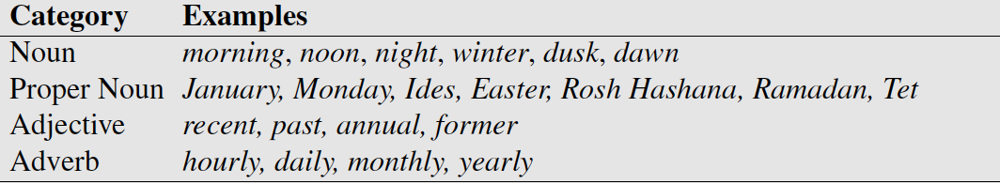 Category Examples
Noun morning, noon, night, winter, dusk, dawn
Proper Noun January, Monday, Ides, Easter, Rosh Hashana, Ramadan, Tet
Adjective recent, past, annual, former
Adverb hourly, daily, monthly, yearly